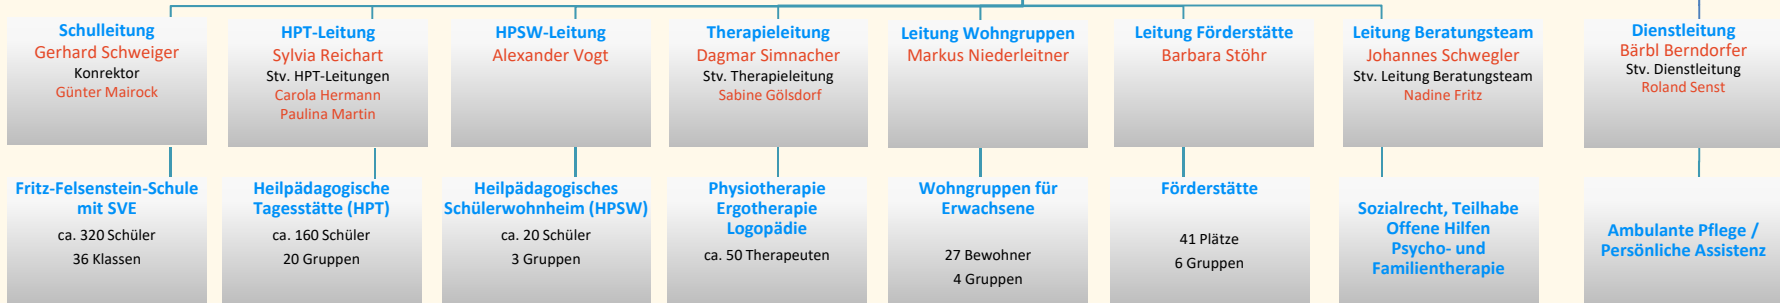 Schulleitung
Gerhard Schweiger
Konrektor
Günter Mairock
HPT-Leitung
Sylvia Reichart
Stv. HPT-Leitungen
Carola Hermann
Paulina Martin
HPSW-Leitung
Alexander Vogt
Therapieleitung
Dagmar Simnacher
Stv. Therapieleitung
Sabine Gölsdorf
Leitung Wohngruppen
Markus Niederleitner
Leitung Förderstätte
Barbara Stöhr
Leitung Beratungsteam
Johannes Schwegler
Stv. Leitung Beratungsteam
Nadine Fritz
Dienstleitung
Bärbl Berndorfer
Stv. Dienstleitung
Roland Senst
Fritz-Felsenstein-Schule
mit SVE
ca. 320 Schüler
36 Klassen
Heilpädagogische
Tagesstätte (HPT)
ca. 160 Schüler
20 Gruppen
Heilpädagogisches
Schülerwohnheim (HPSW)
ca. 20 Schüler
3 Gruppen
Physiotherapie
Ergotherapie
Logopädie
ca. 50 Therapeuten
Wohngruppen für
Erwachsene
27 Bewohner
4 Gruppen
Förderstätte
41 Plätze
6 Gruppen
Sozialrecht, Teilhabe
Offene Hilfen
Psycho- und
Familientherapie
Ambulante Pflege /
Persönliche Assistenz